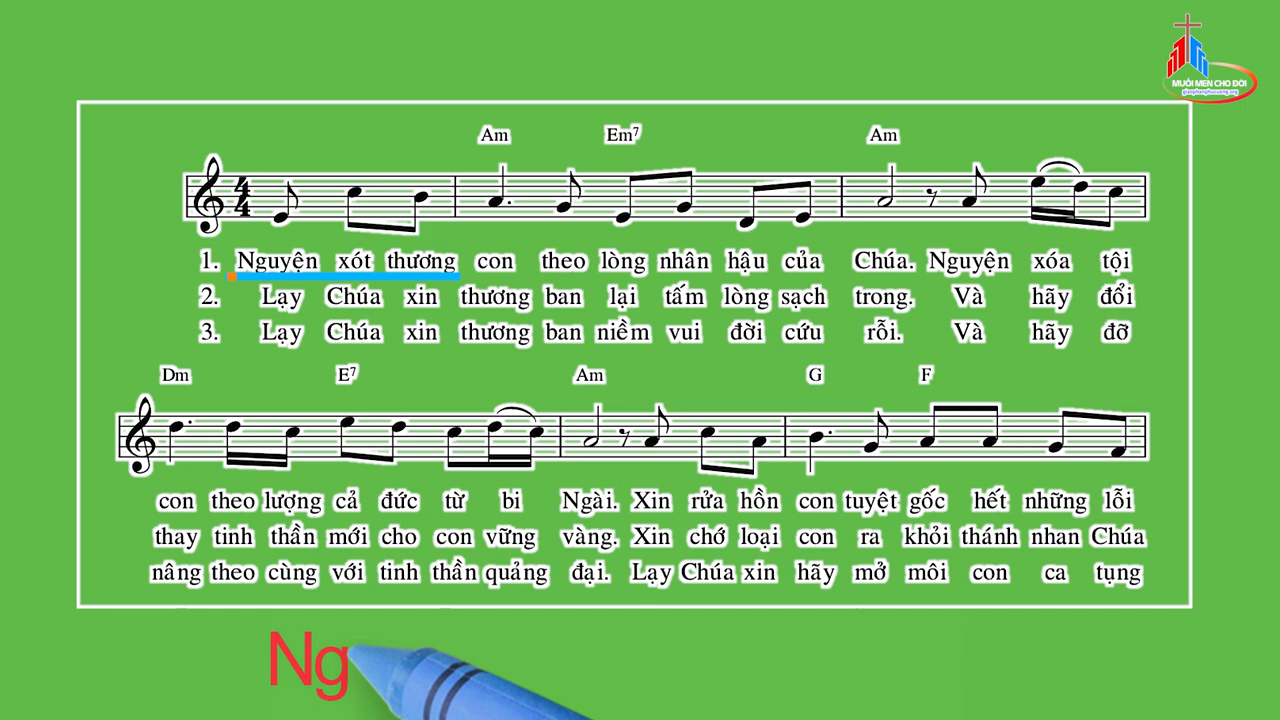 MUỐI MEN CHO ĐỜI
giaophanphucuong.org
Am Em7 Am
1. Nguyện xót thương con theo lòng nhân hậu của Chúa. Nguyện xóa tội
2. Lạy Chúa xin thương ban lại tấm lòng sạch trong. Và hãy đổi
3. Lạy Chúa xin thương ban niềm vui đời cứu rỗi. Và hãy đỡ
Dm E7 Am G F
con theo lượng cả đức từ bi Ngài. Xin rửa hồn con tuyệt gốc hết những lỗi
thay tinh thần mới cho con vững vàng. Xin chớ loại con ra khỏi thánh nhan Chúa
nâng theo cùng với tinh thần quảng đại. Lạy Chúa xin hãy mở môi con ca tụng
Ng